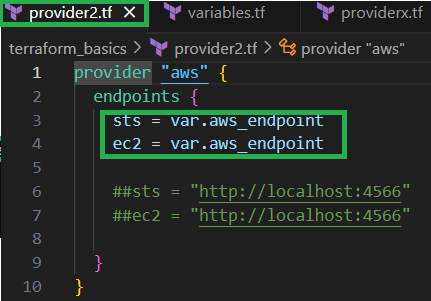 provider2.tf X variables.tf providerx.tf
terraform_basics > provider2.tf > provider "aws"
1 provider "aws" {
2 endpoints {
3 sts = var.aws_endpoint
4 ec2 = var.aws_endpoint
5
6 ##sts = "http://localhost:4566"
7 ##ec2 = "http://localhost:4566"
8
9 }
10 }